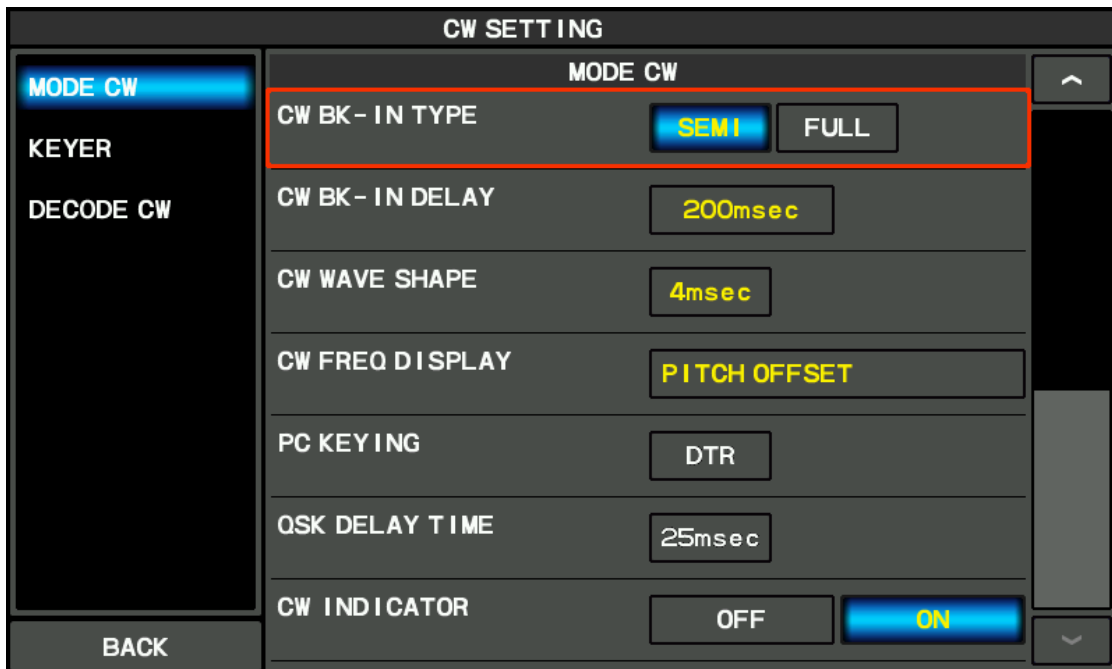 CW SETTING
MODE CW
KEYER
DECODE CW
BACK
MODE CW
CW BK-IN TYPE SEMI FULL
CW BK-IN DELAY 200msec
CW WAVE SHAPE 4msec
CW FREQ DISPLAY PITCH OFFSET
PC KEYING DTR
QSK DELAY TIME 25msec
CW INDICATOR OFF ON